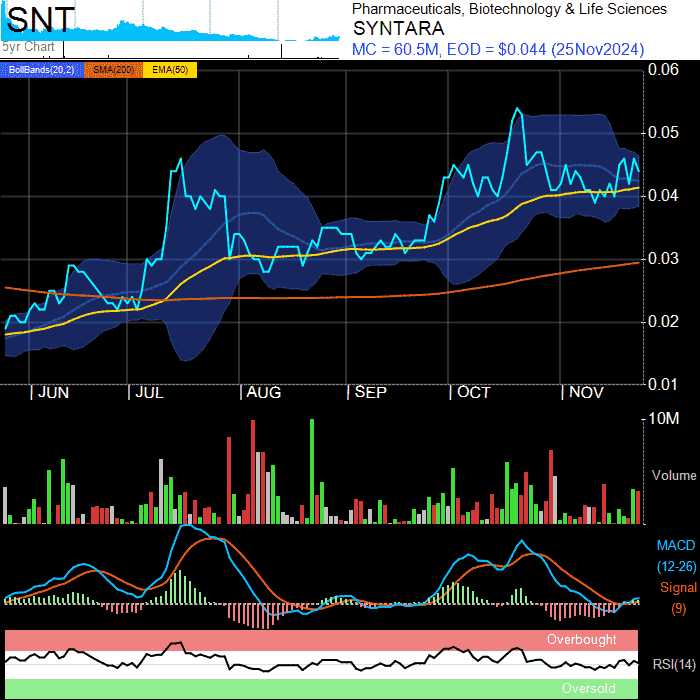 SNT
5yr Chart
Pharmaceuticals, Biotechnology & Life Sciences
SYNTARA
MC = 60.5M, EOD = $0.044 (25Nov2024)
BollBands(20,2) SMA(200) EMA(50)
0.06
0.05
0.04
0.03
0.02
0.01
JUN JUL AUG SEP OCT NOV
10M
Volume
MACD
(12-26)
Signal
(9)
Overbought
RSI(14)
Oversold